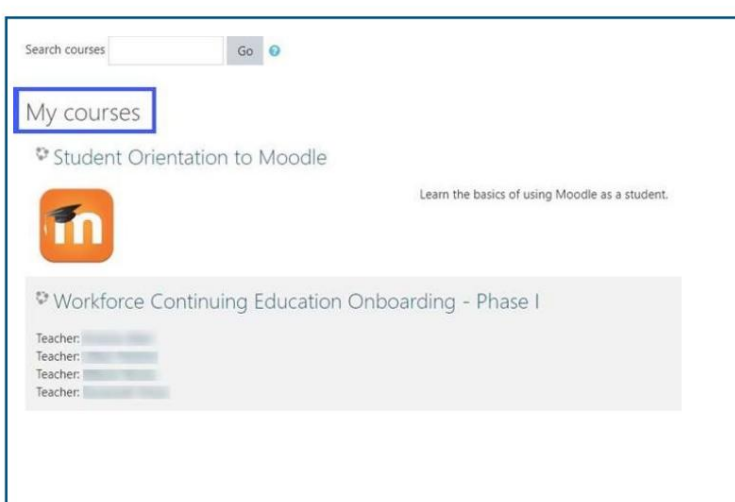 Search courses Go ?
My courses
Student Orientation to Moodle
Learn the basics of using Moodle as a student.
m
Workforce Continuing Education Onboarding - Phase I
Teacher:
Teacher:
Teacher:
Teacher: